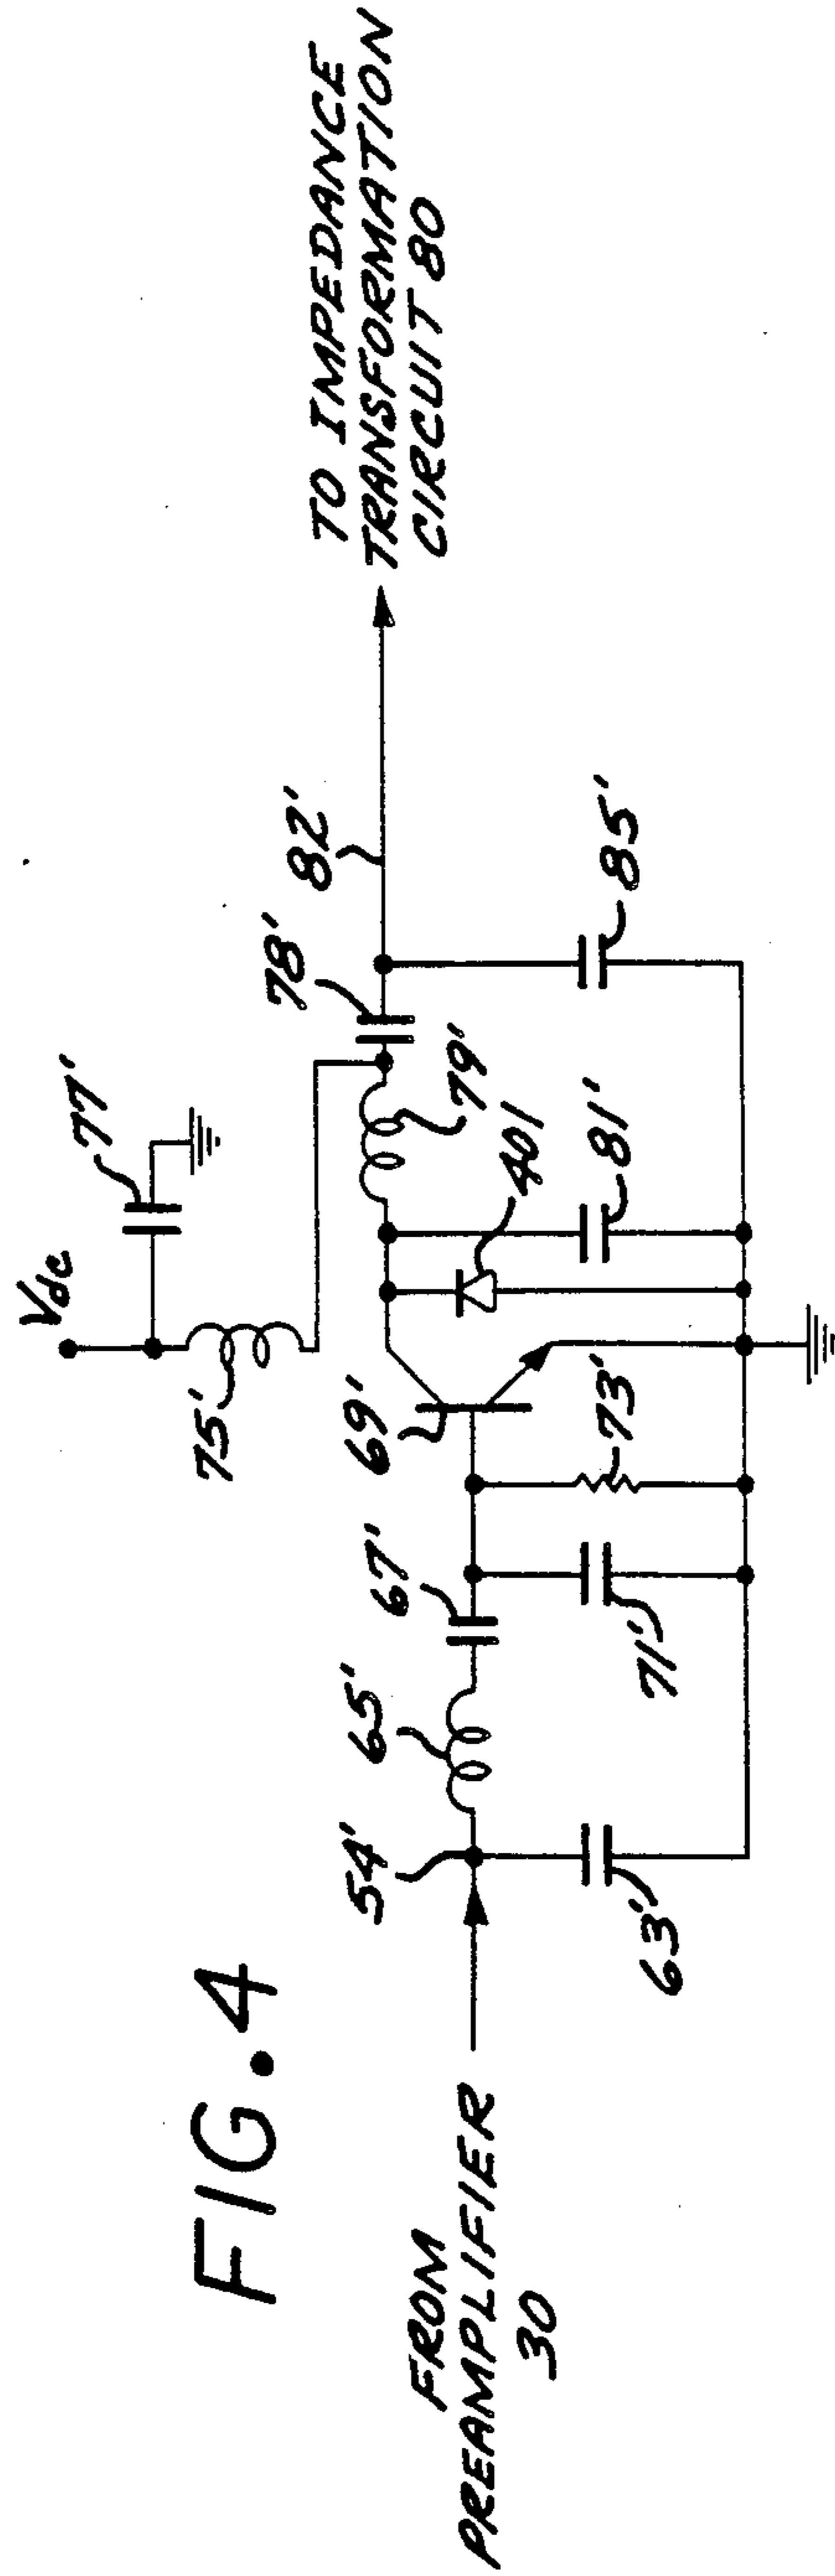 FIG. 4
FROM
PREAMPLIFIER
30
54'
63'
65'
67'
71'
73'
69'
75'
Vdc
77'
401
81'
79'
78'
82'
85'
TO IMPEDANCE
TRANSFORMATION
CIRCUIT 80